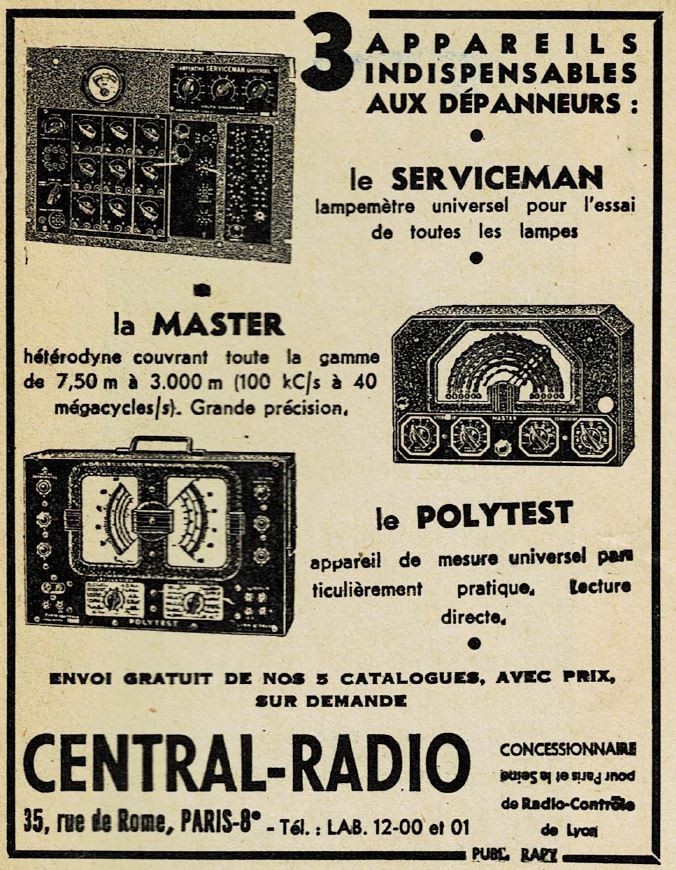 3 APPAREILS
INDISPENSABLES
AUX DÉPANNEURS :
LAMPEMÈTRE SERVICEMAN UNIVERSEL
le SERVICEMAN
lampemètre universel pour l'essai
de toutes les lampes
la MASTER
hétérodyne couvrant toute la gamme
de 7,50 m à 3.000 m (100 kC/s à 40
mégacycles/s). Grande précision.
POLYTEST
le POLYTEST
appareil de mesure universel par
ticulièrement pratique. Lecture
directe.
ENVOI GRATUIT DE NOS 5 CATALOGUES, AVEC PRIX,
SUR DEMANDE
CENTRAL-RADIO
35, rue de Rome, PARIS-8e - Tél. : LAB. 12-00 et 01
CONCESSIONNAIRE
pour Paris et la Seine
de Radio-Contrôle
de Lyon
PUBL. RAPY